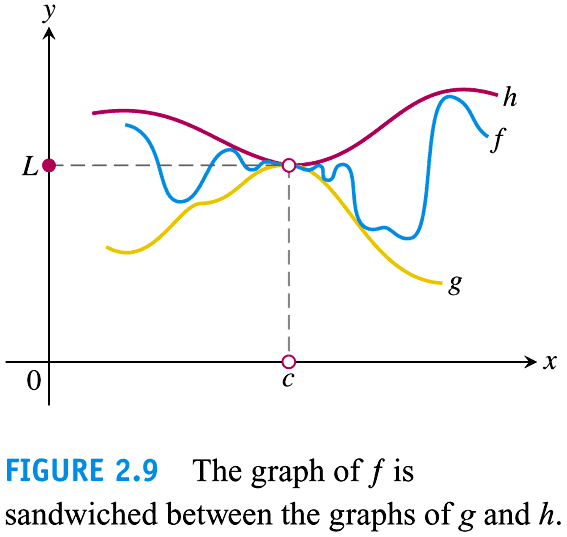 y
h
f
L
g
x
0
c
FIGURE 2.9 The graph of f is
sandwiched between the graphs of g and h.